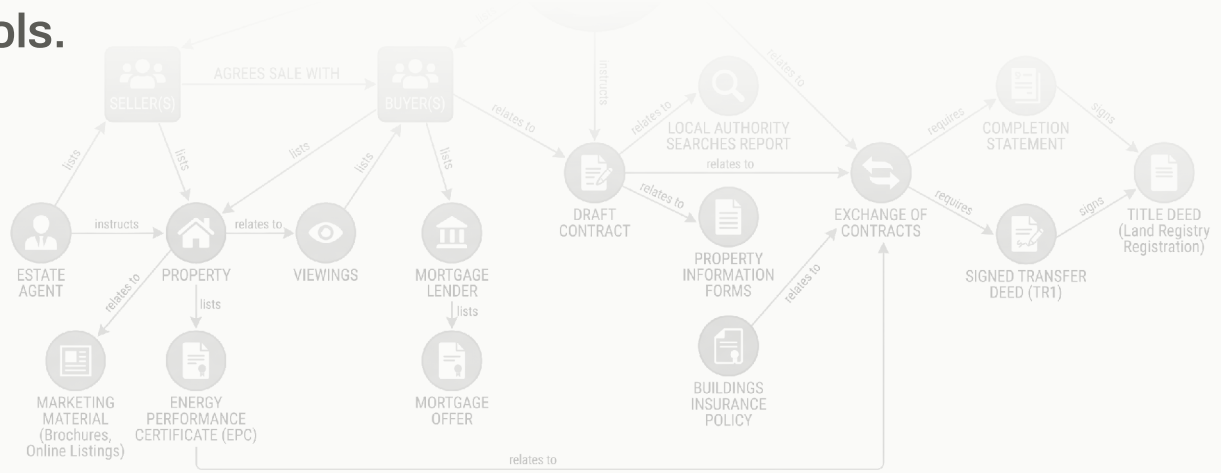 ols.
AGREES SALE WITH
SELLER(S)
BUYER(S)
lists
lists
lists
lists
lists
relates to
instructs
relates to
relates to
LOCAL AUTHORITY
SEARCHES REPORT
relates to
relates to
requires
COMPLETION
STATEMENT
signs
instructs
relates to
DRAFT
CONTRACT
EXCHANGE OF
CONTRACTS
requires
signs
TITLE DEED
(Land Registry
Registration)
ESTATE
AGENT
PROPERTY
VIEWINGS
MORTGAGE
LENDER
PROPERTY
INFORMATION
FORMS
SIGNED TRANSFER
DEED (TR1)
relates to
lists
lists
relates to
MARKETING
MATERIAL
(Brochures,
Online Listings)
ENERGY
PERFORMANCE
CERTIFICATE (EPC)
MORTGAGE
OFFER
BUILDINGS
INSURANCE
POLICY
relates to